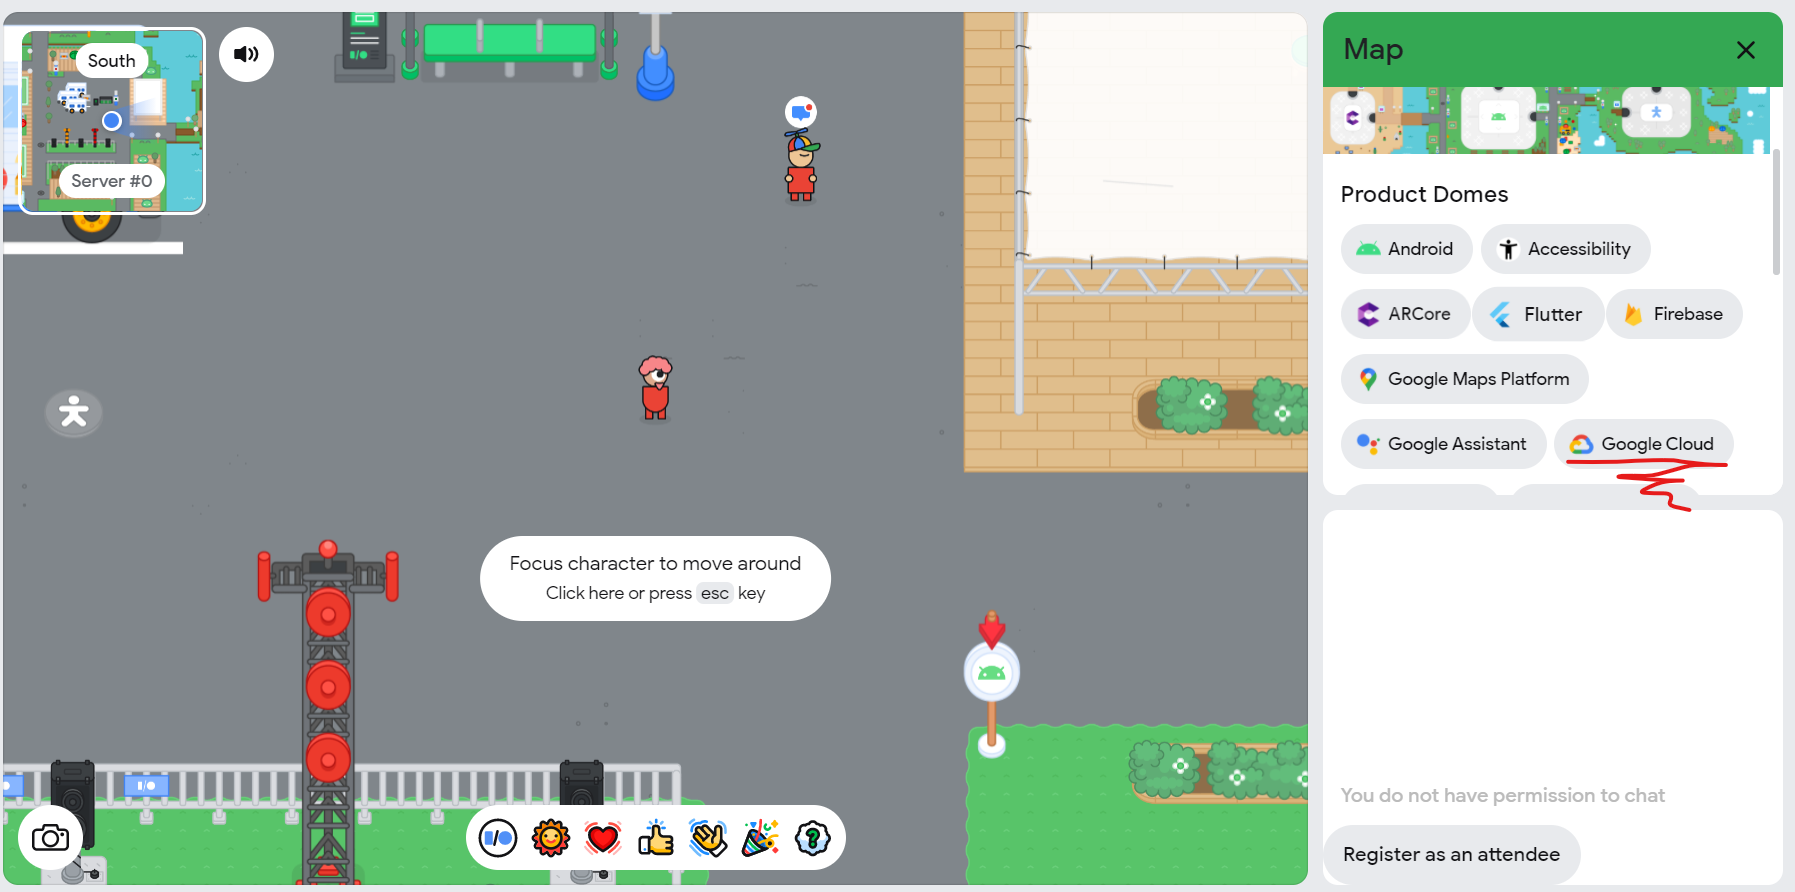 South
Server #0
I/O
I/O
Focus character to move around
Click here or press esc key
I/O
Map
Product Domes
Android
Accessibility
ARCore
Flutter
Firebase
Google Maps Platform
Google Assistant
Google Cloud
You do not have permission to chat
Register as an attendee